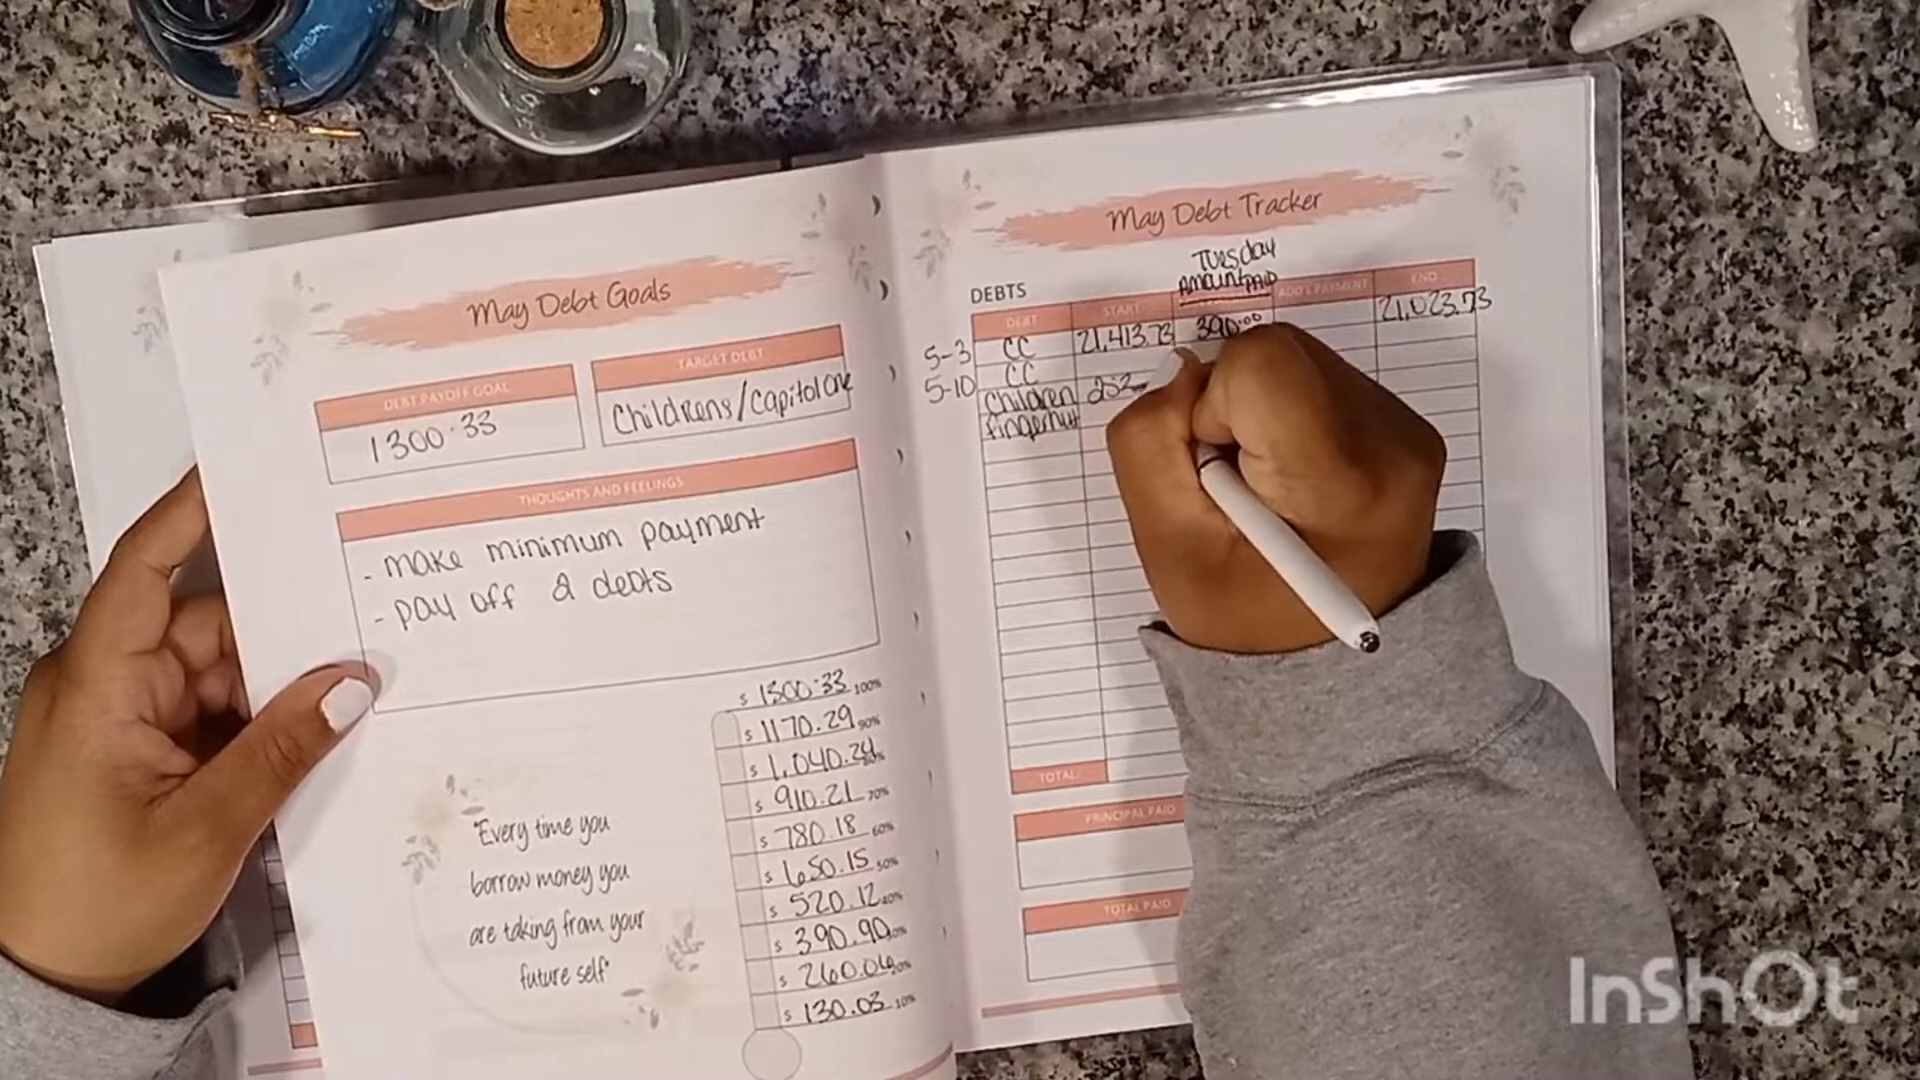 May Debt Goals
DEBT PAYOFF GOAL
1300.33
TARGET DEBT
Childrens/Capitol One
THOUGHTS AND FEELINGS
- make minimum payment
- pay off 2 debts
$ 1300.33 100%
$ 1170.29 90%
$ 1,040.24
$ 910.21 70%
$ 780.18 60%
$ 650.15 50%
$ 520.12 40%
$ 390.90
$ 260.06
$ 130.03 10%
"Every time you
borrow money you
are taking from your
future self"
May Debt Tracker
Tuesday
DEBTS
DEBT START AMOUNT PAID ADD'L PAYMENT END
5-3 CC 21,413.73 390.00 21,023.73
5-10 CC
Children 252
fingerhut
TOTAL
PRINCIPAL PAID
TOTAL PAID
InShOt